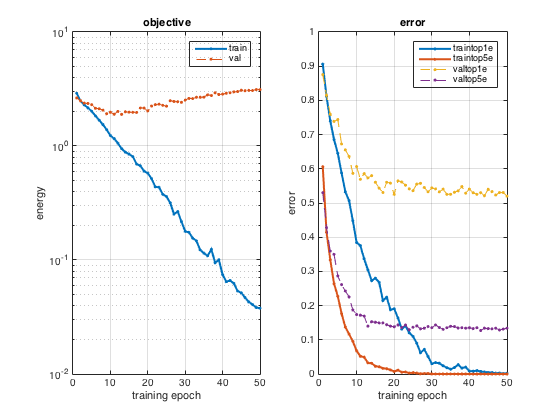 objective
train
val
10^1
10^0
10^-1
10^-2
energy
0 10 20 30 40 50
training epoch
error
traintop1e
traintop5e
valtop1e
valtop5e
1
0.9
0.8
0.7
0.6
0.5
0.4
0.3
0.2
0.1
0
error
0 10 20 30 40 50
training epoch